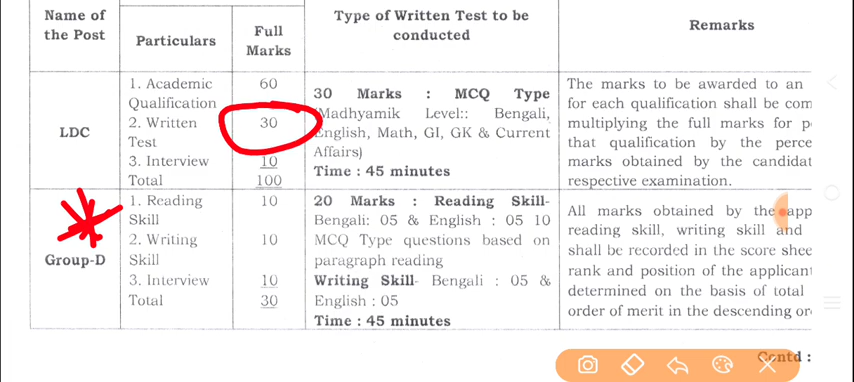 Name of
the Post
Particulars
Full
Marks
Type of Written Test to be
conducted
Remarks
LDC
1. Academic
Qualification
2. Written
Test
3. Interview
Total
60
30
10
100
30 Marks : MCQ Type
(Madhyamik Level:: Bengali,
English, Math, GI, GK & Current
Affairs)
Time : 45 minutes
The marks to be awarded to an
for each qualification shall be com
multiplying the full marks for p
that qualification by the perce
marks obtained by the candidat
respective examination.
Group-D
1. Reading
Skill
2. Writing
Skill
3. Interview
Total
10
10
10
30
20 Marks : Reading Skill-
Bengali: 05 & English : 05 10
MCQ Type questions based on
paragraph reading
Writing Skill- Bengali : 05 &
English : 05
Time : 45 minutes
All marks obtained by the app
reading skill, writing skill and
shall be recorded in the score shee
rank and position of the applicant
determined on the basis of total
order of merit in the descending or
Contd :